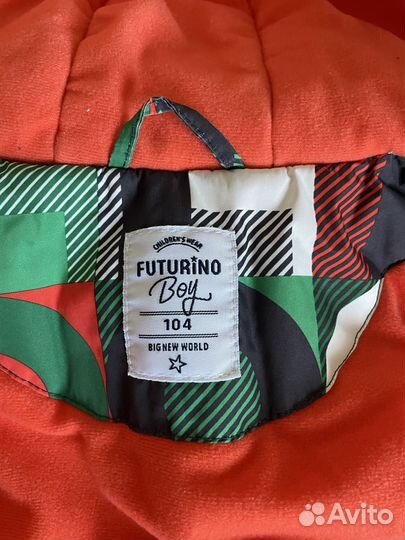 CHILDREN'S WEAR
FUTURiNO
Boy
104
BIG NEW WORLD
Avito